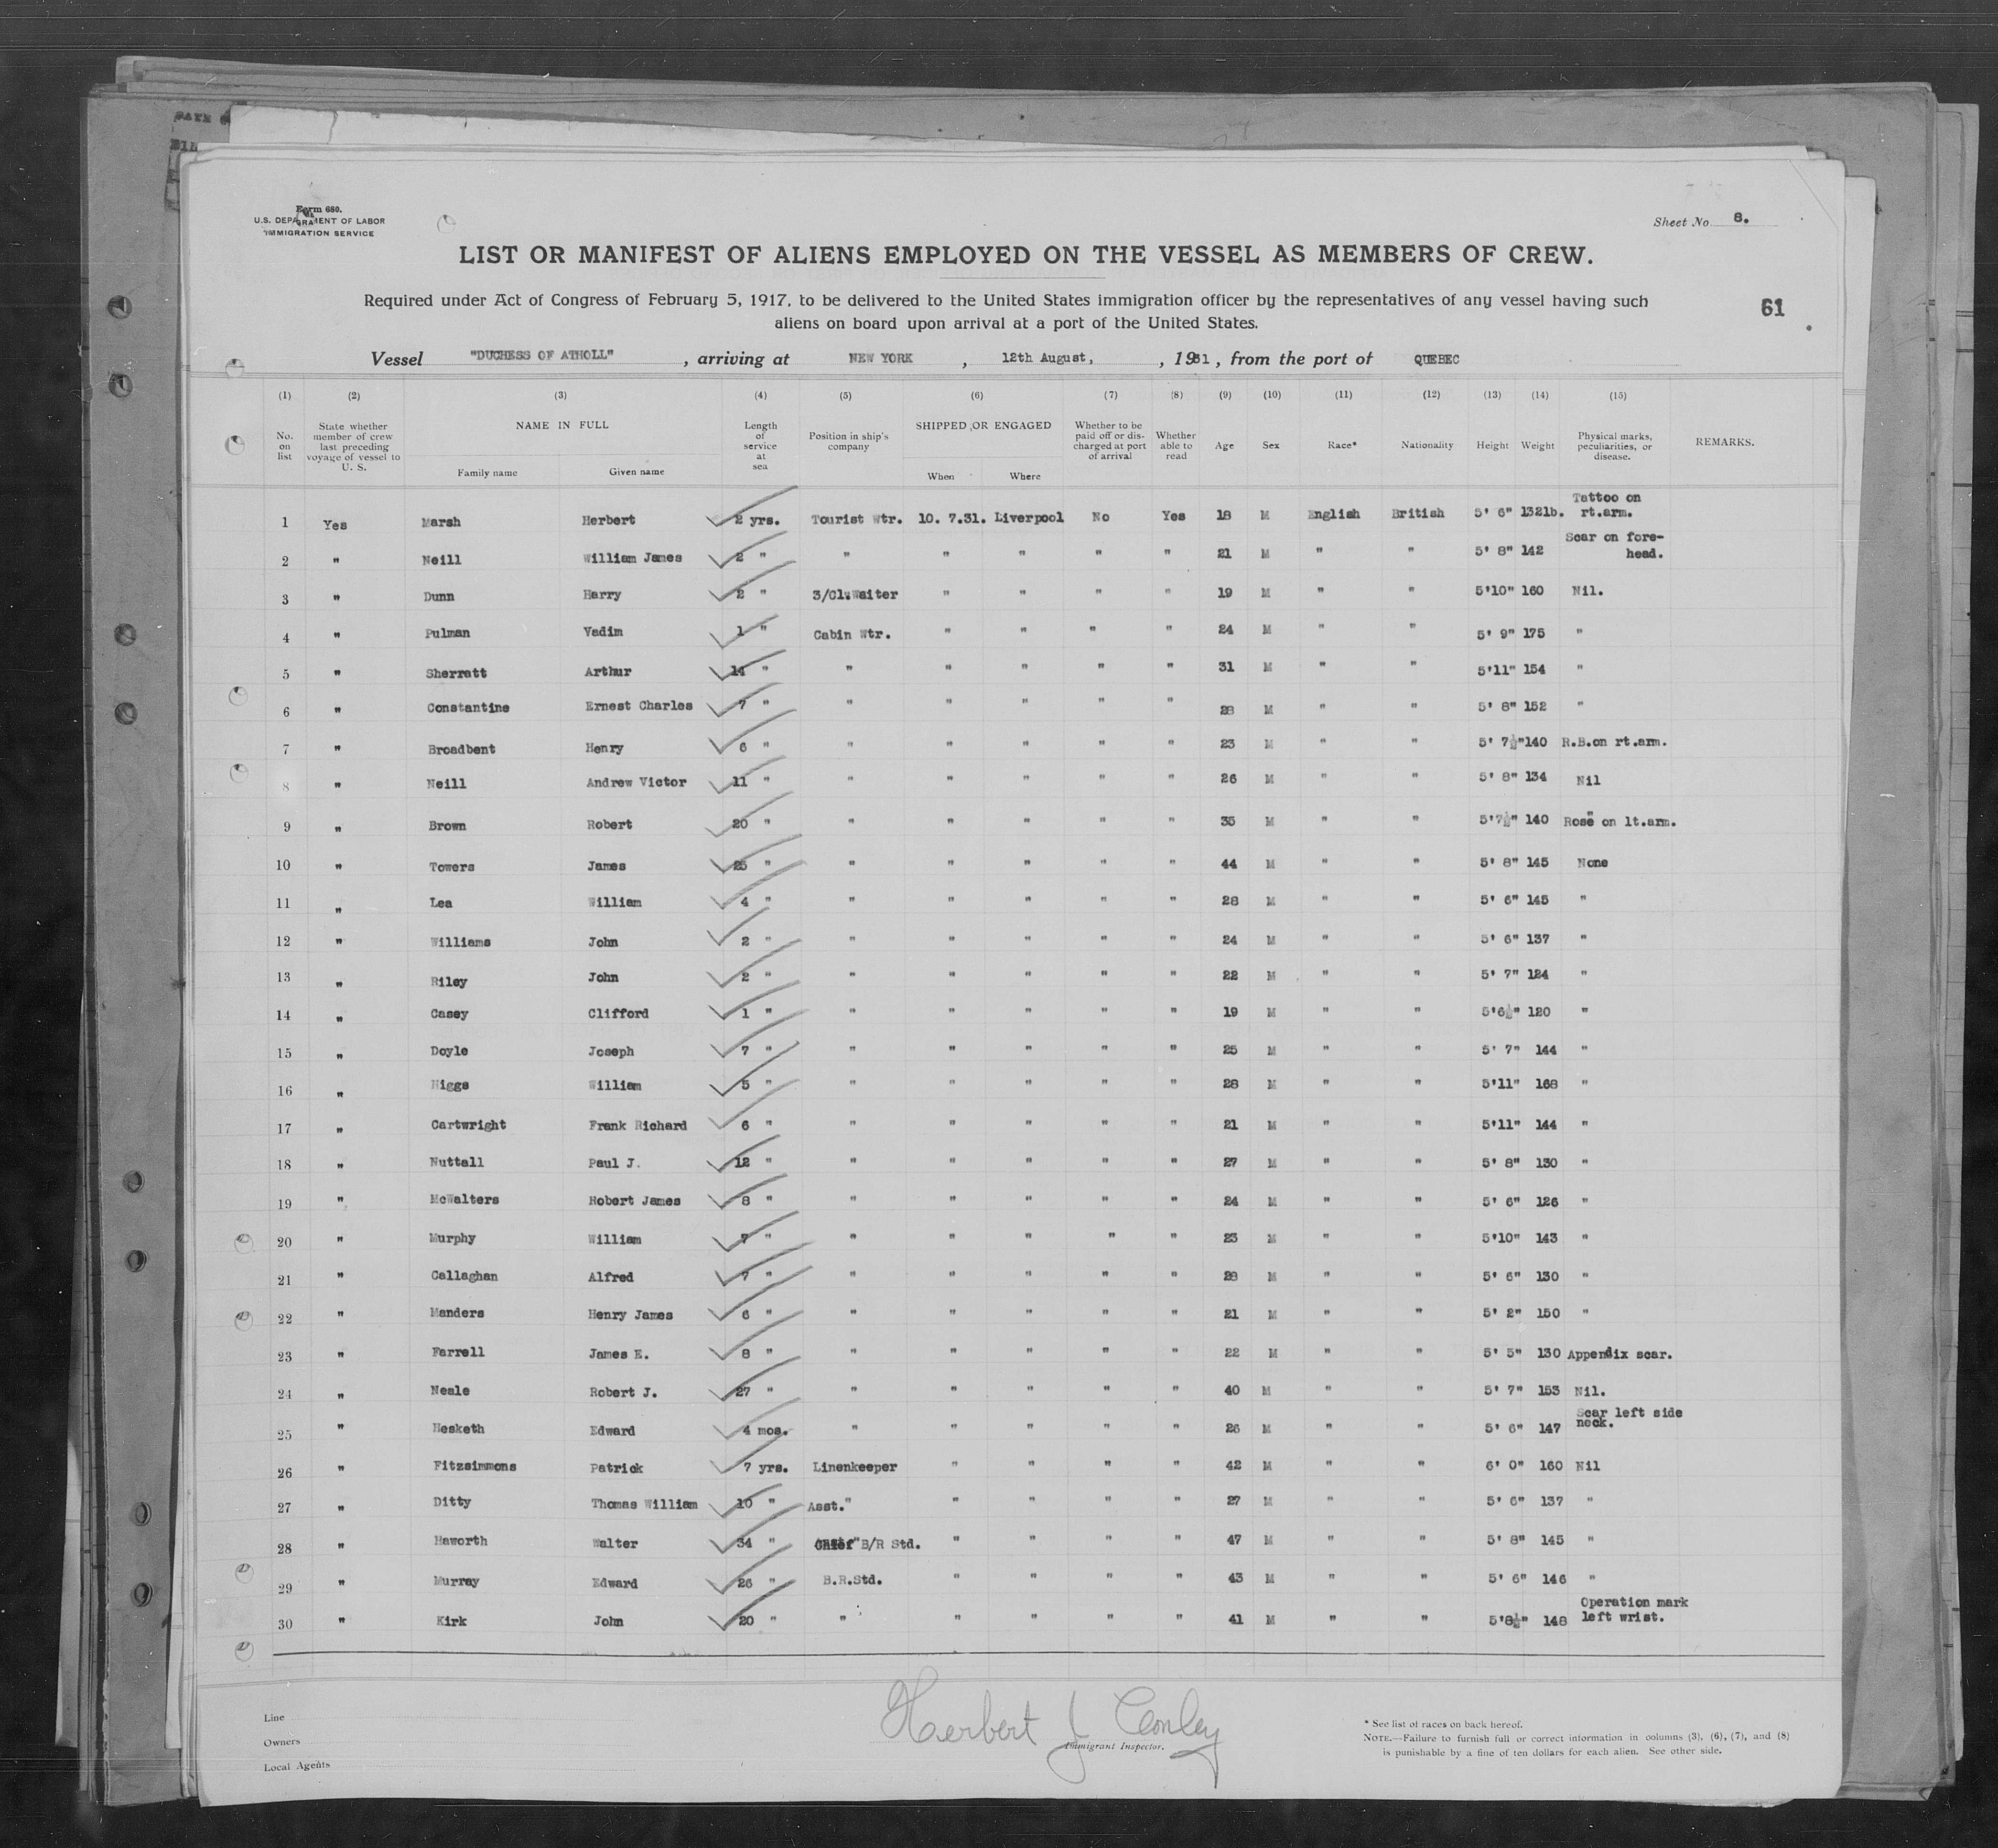 DATE
Form 680.
U.S. DEPARTMENT OF LABOR
IMMIGRATION SERVICE
Sheet No. 8.
LIST OR MANIFEST OF ALIENS EMPLOYED ON THE VESSEL AS MEMBERS OF CREW.
Required under Act of Congress of February 5, 1917, to be delivered to the United States immigration officer by the representatives of any vessel having such
aliens on board upon arrival at a port of the United States.
61
Vessel "DUCHESS OF ATHOLL", arriving at NEW YORK, 12th August, , 1931, from the port of QUEBEC
(1) (2) (3) (4) (5) (6) (7) (8) (9) (10) (11) (12) (13) (14) (15)
No. on list | State whether member of crew last preceding voyage of vessel to U. S. | NAME IN FULL Family name Given name | Length of service at sea | Position in ship's company | SHIPPED OR ENGAGED When Where | Whether to be paid off or discharged at port of arrival | Whether able to read | Age | Sex | Race* | Nationality | Height | Weight | Physical marks, peculiarities, or disease. | REMARKS.
1 Yes Marsh Herbert 2 yrs. Tourist Wtr. 10. 7.31. Liverpool No Yes 18 M English British 5' 6" 132lb. Tattoo on rt.arm.
2 " Neill William James 2 " " " " " " 21 M " " 5' 8" 142 Scar on fore-head.
3 " Dunn Harry 2 " 3/Cl.Waiter " " " " 19 M " " 5'10" 160 Nil.
4 " Pulman Vadim 1 " Cabin Wtr. " " " " 24 M " " 5' 9" 175 "
5 " Sherratt Arthur 14 " " " " " " 31 M " " 5'11" 154 "
6 " Constantine Ernest Charles 7 " " " " " " 28 M " " 5' 8" 152 "
7 " Broadbent Henry 6 " " " " " " 23 M " " 5' 7½" 140 R.B.on rt.arm.
8 " Neill Andrew Victor 11 " " " " " " 26 M " " 5' 8" 134 Nil
9 " Brown Robert 20 " " " " " " 35 M " " 5'7½" 140 Rose on lt.arm.
10 " Towers James 25 " " " " " " 44 M " " 5' 8" 145 None
11 " Lea William 4 " " " " " " 28 M " " 5' 6" 145 "
12 " Williams John 2 " " " " " " 24 M " " 5' 6" 137 "
13 " Riley John 2 " " " " " " 22 M " " 5' 7" 124 "
14 " Casey Clifford 1 " " " " " " 19 M " " 5'6½" 120 "
15 " Doyle Joseph 7 " " " " " " 25 M " " 5' 7" 144 "
16 " Higgs William 5 " " " " " " 28 M " " 5'11" 168 "
17 " Cartwright Frank Richard 6 " " " " " " 21 M " " 5'11" 144 "
18 " Nuttall Paul J. 12 " " " " " " 27 M " " 5' 8" 130 "
19 " McWalters Robert James 8 " " " " " " 24 M " " 5' 6" 126 "
20 " Murphy William 7 " " " " " " 23 M " " 5'10" 143 "
21 " Callaghan Alfred 7 " " " " " " 28 M " " 5' 6" 130 "
22 " Manders Henry James 6 " " " " " " 21 M " " 5' 2" 150 "
23 " Farrell James E. 8 " " " " " " 22 M " " 5' 5" 130 Appendix scar.
24 " Neale Robert J. 27 " " " " " " 40 M " " 5' 7" 153 Nil.
25 " Hesketh Edward 4 mos. " " " " " 26 M " " 5' 6" 147 Scar left side neck.
26 " Fitzsimmons Patrick 7 yrs. Linenkeeper " " " " 42 M " " 6' 0" 160 Nil
27 " Ditty Thomas William 10 " Asst." " " " " 27 M " " 5' 6" 137 "
28 " Haworth Walter 34 " Chief B/R Std. " " " " 47 M " " 5' 8" 145 "
29 " Murray Edward 26 " B.R.Std. " " " " 43 M " " 5' 6" 146 "
30 " Kirk John 20 " " " " " " 41 M " " 5'8½" 148 Operation mark left wrist.
Line
Owners
Local Agents
Herbert J Conley
Immigrant Inspector.
* See list of races on back hereof.
NOTE.—Failure to furnish full or correct information in columns (3), (6), (7), and (8)
is punishable by a fine of ten dollars for each alien. See other side.